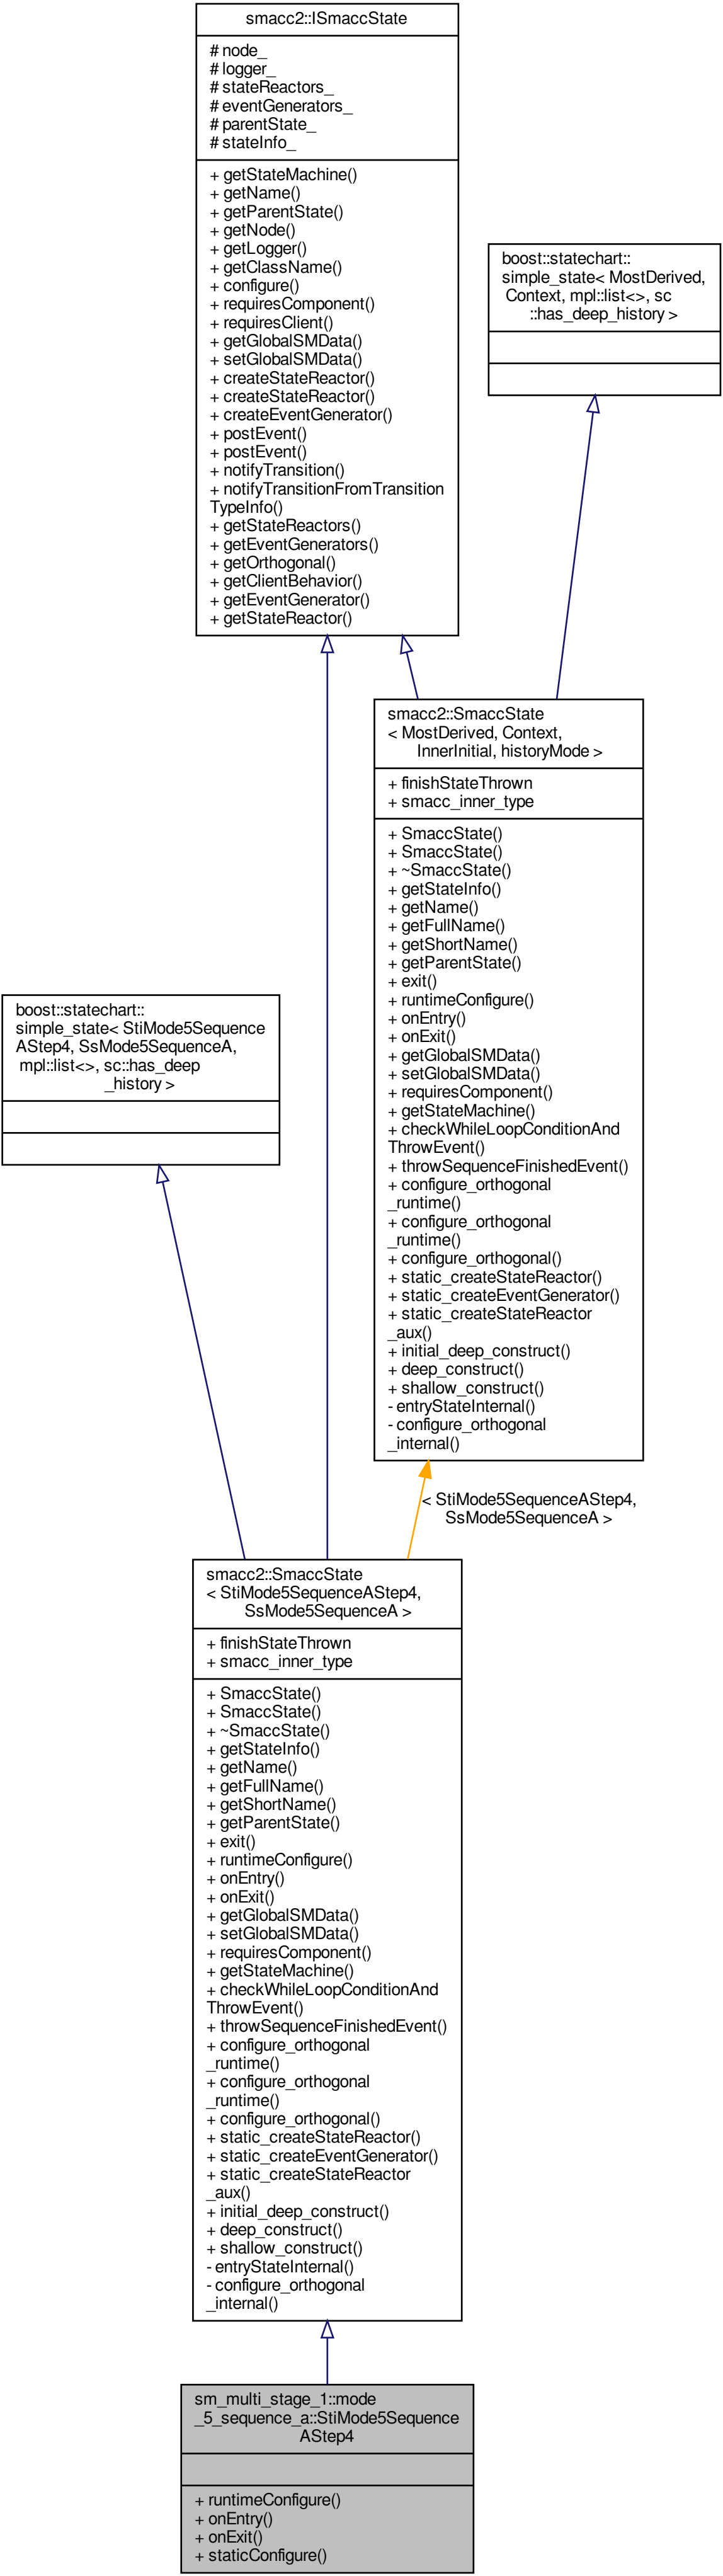 smacc2::ISmaccState
# node_
# logger_
# stateReactors_
# eventGenerators_
# parentState_
# stateInfo_
+ getStateMachine()
+ getName()
+ getParentState()
+ getNode()
+ getLogger()
+ getClassName()
+ configure()
+ requiresComponent()
+ requiresClient()
+ getGlobalSMData()
+ setGlobalSMData()
+ createStateReactor()
+ createStateReactor()
+ createEventGenerator()
+ postEvent()
+ postEvent()
+ notifyTransition()
+ notifyTransitionFromTransition
TypeInfo()
+ getStateReactors()
+ getEventGenerators()
+ getOrthogonal()
+ getClientBehavior()
+ getEventGenerator()
+ getStateReactor()
boost::statechart::
simple_state< MostDerived,
Context, mpl::list<>, sc
::has_deep_history >
smacc2::SmaccState
< MostDerived, Context,
InnerInitial, historyMode >
+ finishStateThrown
+ smacc_inner_type
+ SmaccState()
+ SmaccState()
+ ~SmaccState()
+ getStateInfo()
+ getName()
+ getFullName()
+ getShortName()
+ getParentState()
+ exit()
+ runtimeConfigure()
+ onEntry()
+ onExit()
+ getGlobalSMData()
+ setGlobalSMData()
+ requiresComponent()
+ getStateMachine()
+ checkWhileLoopConditionAnd
ThrowEvent()
+ throwSequenceFinishedEvent()
+ configure_orthogonal
_runtime()
+ configure_orthogonal
_runtime()
+ configure_orthogonal()
+ static_createStateReactor()
+ static_createEventGenerator()
+ static_createStateReactor
_aux()
+ initial_deep_construct()
+ deep_construct()
+ shallow_construct()
- entryStateInternal()
- configure_orthogonal
_internal()
boost::statechart::
simple_state< StiMode5Sequence
AStep4, SsMode5SequenceA,
mpl::list<>, sc::has_deep
_history >
< StiMode5SequenceAStep4,
SsMode5SequenceA >
smacc2::SmaccState
< StiMode5SequenceAStep4,
SsMode5SequenceA >
+ finishStateThrown
+ smacc_inner_type
+ SmaccState()
+ SmaccState()
+ ~SmaccState()
+ getStateInfo()
+ getName()
+ getFullName()
+ getShortName()
+ getParentState()
+ exit()
+ runtimeConfigure()
+ onEntry()
+ onExit()
+ getGlobalSMData()
+ setGlobalSMData()
+ requiresComponent()
+ getStateMachine()
+ checkWhileLoopConditionAnd
ThrowEvent()
+ throwSequenceFinishedEvent()
+ configure_orthogonal
_runtime()
+ configure_orthogonal
_runtime()
+ configure_orthogonal()
+ static_createStateReactor()
+ static_createEventGenerator()
+ static_createStateReactor
_aux()
+ initial_deep_construct()
+ deep_construct()
+ shallow_construct()
- entryStateInternal()
- configure_orthogonal
_internal()
sm_multi_stage_1::mode
_5_sequence_a::StiMode5Sequence
AStep4
+ runtimeConfigure()
+ onEntry()
+ onExit()
+ staticConfigure()